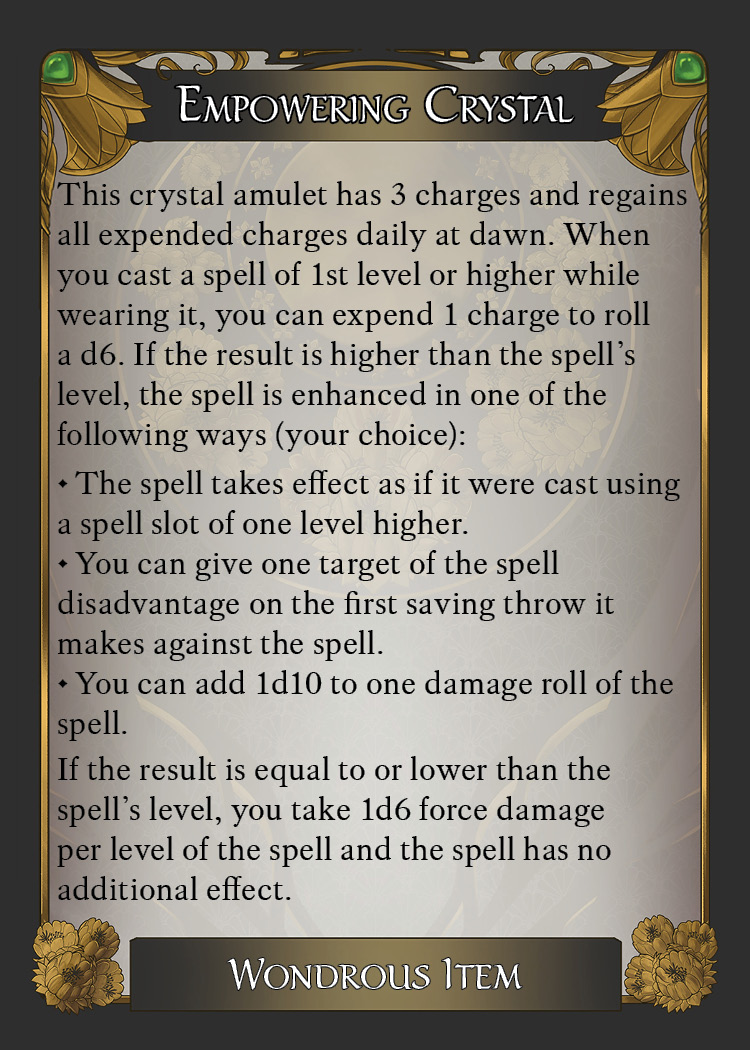 Empowering Crystal
This crystal amulet has 3 charges and regains
all expended charges daily at dawn. When
you cast a spell of 1st level or higher while
wearing it, you can expend 1 charge to roll
a d6. If the result is higher than the spell’s
level, the spell is enhanced in one of the
following ways (your choice):
• The spell takes effect as if it were cast using
a spell slot of one level higher.
• You can give one target of the spell
disadvantage on the first saving throw it
makes against the spell.
• You can add 1d10 to one damage roll of the
spell.
If the result is equal to or lower than the
spell’s level, you take 1d6 force damage
per level of the spell and the spell has no
additional effect.
Wondrous Item